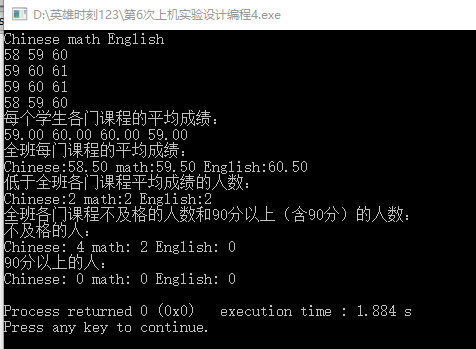 D:\英雄时刻123\第6次上机实验设计编程4.exe
Chinese math English
58 59 60
59 60 61
59 60 61
58 59 60
每个学生各门课程的平均成绩：
59.00 60.00 60.00 59.00
全班每门课程的平均成绩：
Chinese:58.50 math:59.50 English:60.50
低于全班各门课程平均成绩的人数：
Chinese:2 math:2 English:2
全班各门课程不及格的人数和90分以上（含90分）的人数：
不及格的人：
Chinese: 4 math: 2 English: 0
90分以上的人：
Chinese: 0 math: 0 English: 0
Process returned 0 (0x0)   execution time : 1.884 s
Press any key to continue.